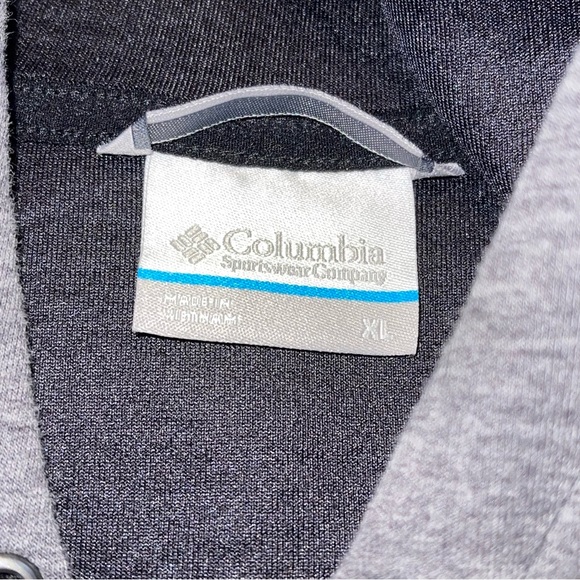 Columbia
Sportswear Company
MADE IN
VIETNAM
XL